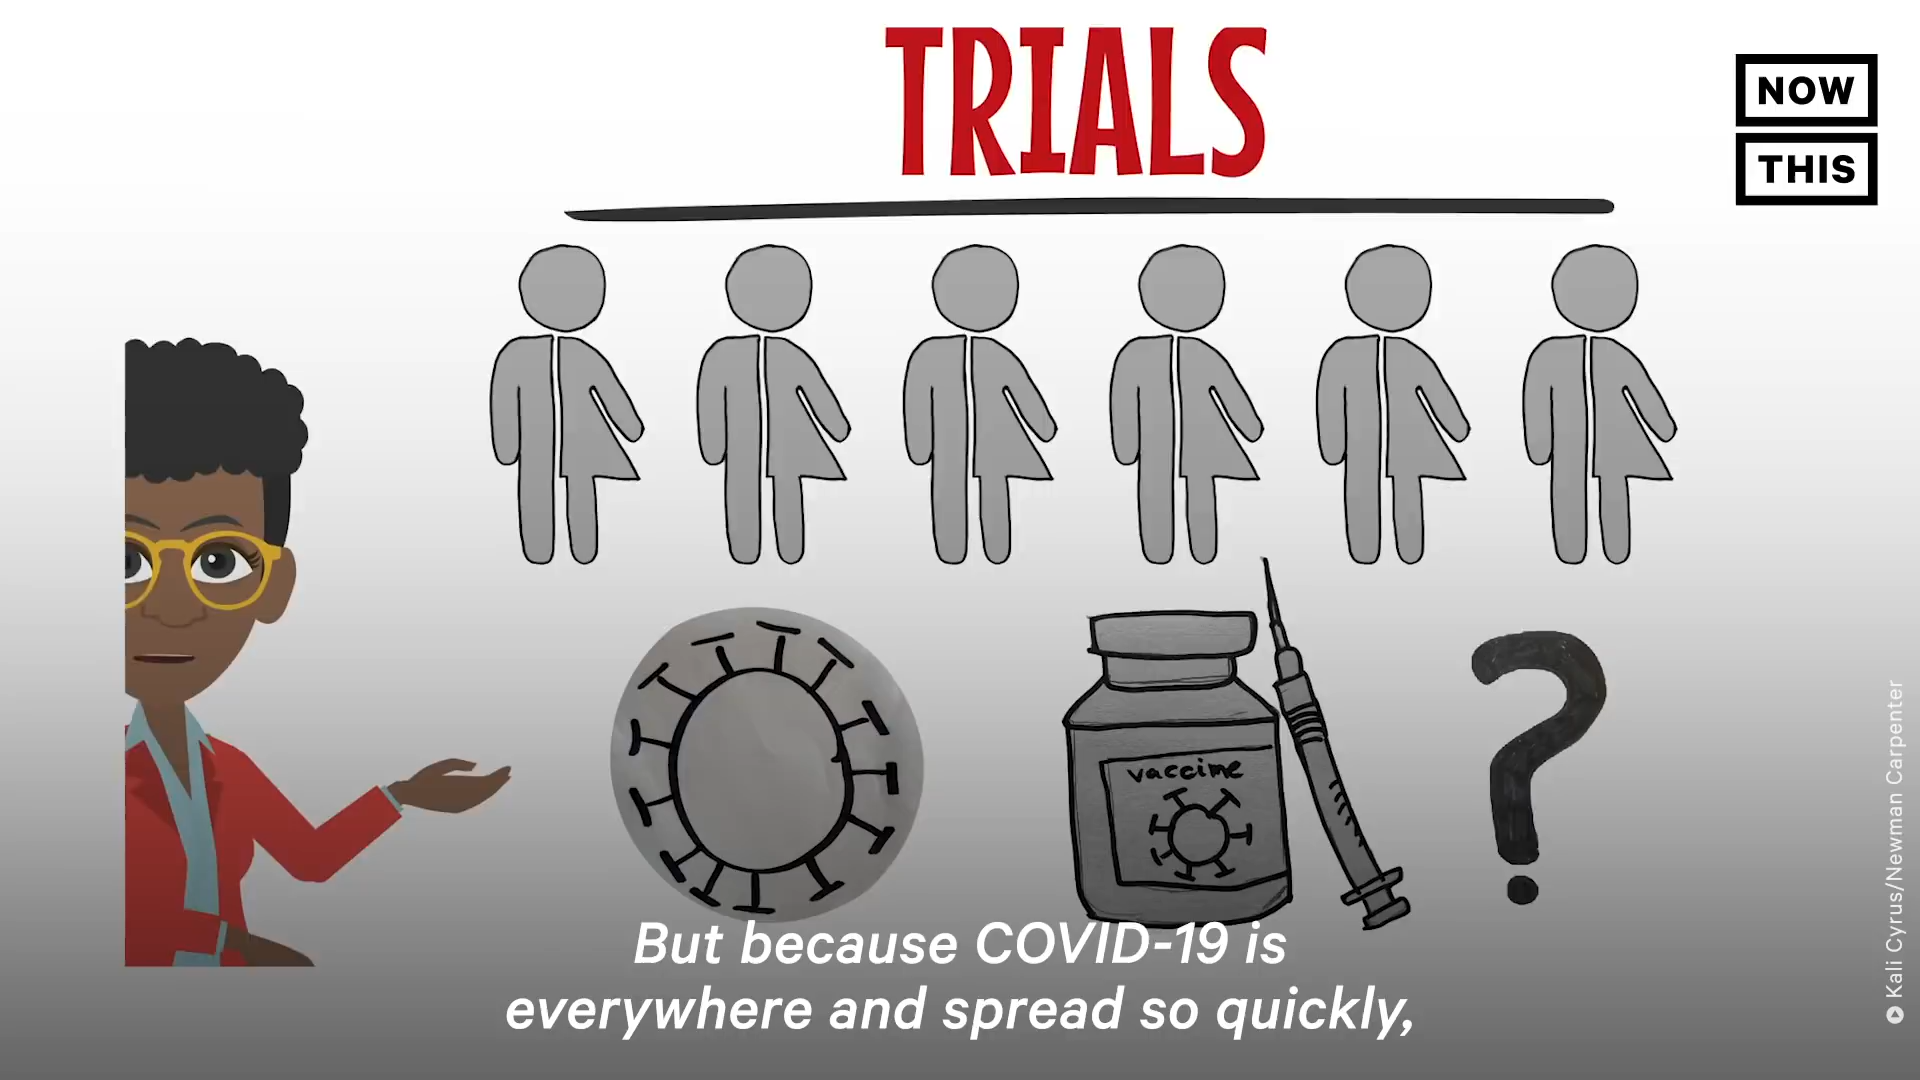 TRIALS
NOW
THIS
vaccine
But because COVID-19 is
everywhere and spread so quickly,
Kali Cyrus/Newman Carpenter